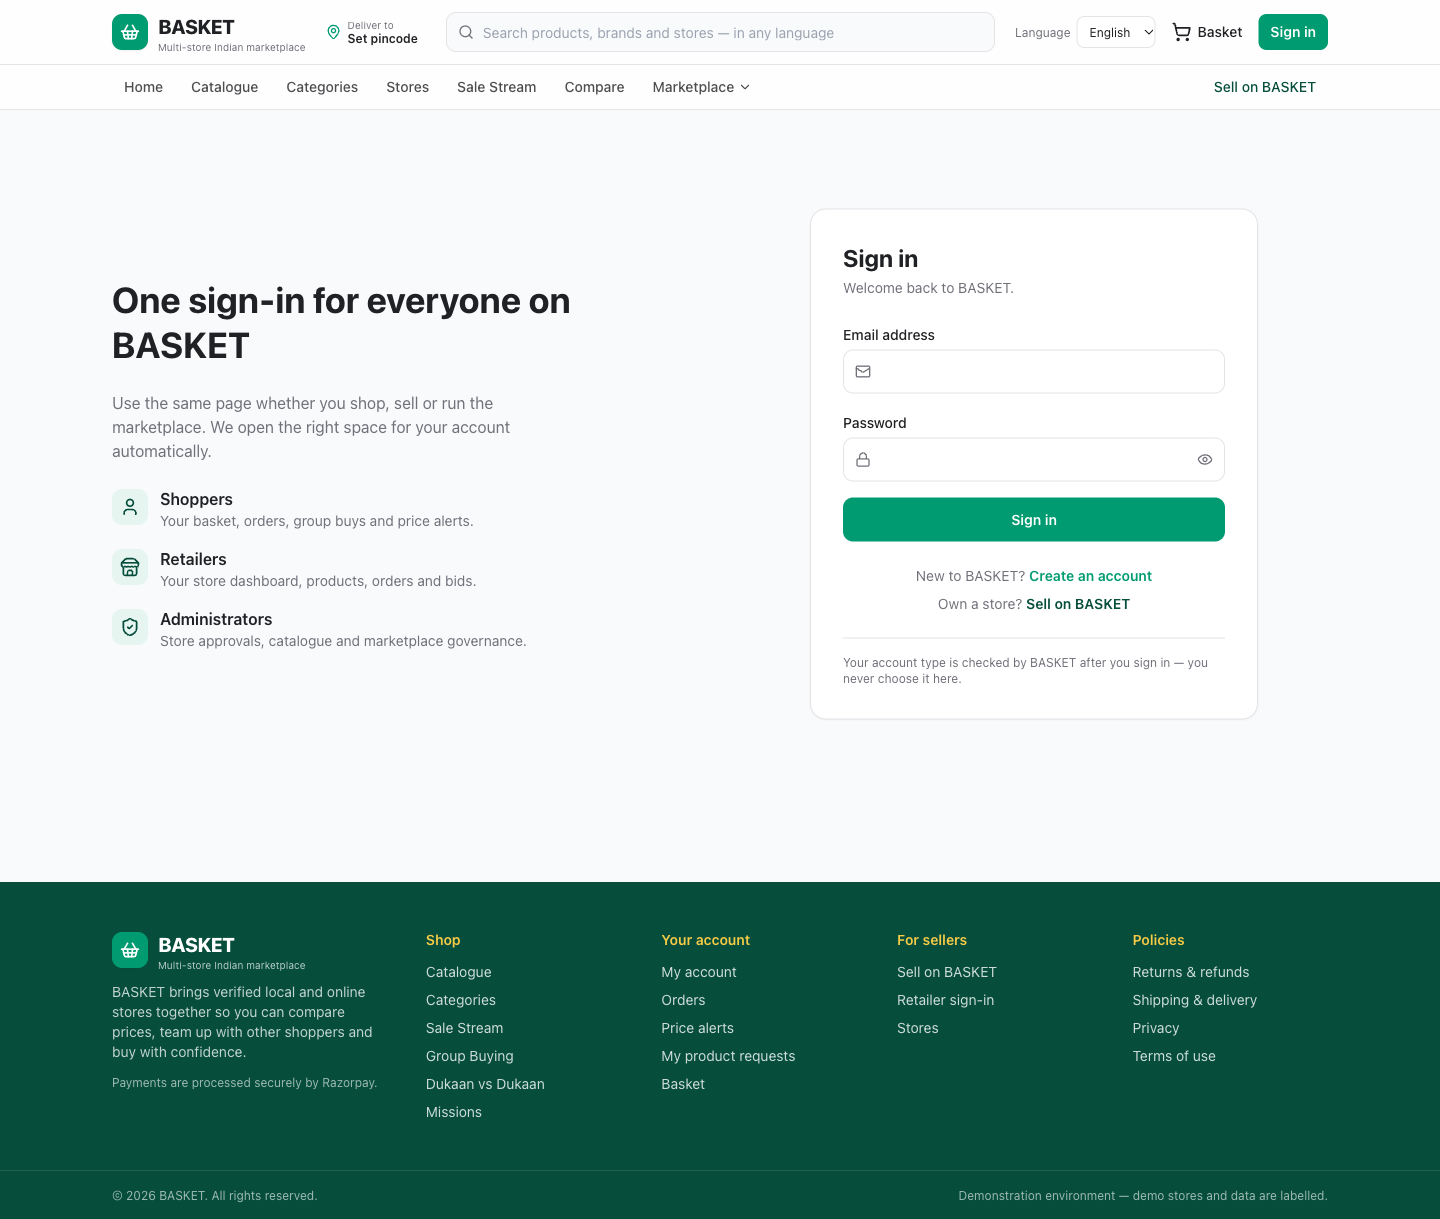 BASKET
Multi-store Indian marketplace
Deliver to
Set pincode
Search products, brands and stores — in any language
Language
English
Basket
Sign in
Home
Catalogue
Categories
Stores
Sale Stream
Compare
Marketplace
Sell on BASKET
One sign-in for everyone on
BASKET
Use the same page whether you shop, sell or run the
marketplace. We open the right space for your account
automatically.
Shoppers
Your basket, orders, group buys and price alerts.
Retailers
Your store dashboard, products, orders and bids.
Administrators
Store approvals, catalogue and marketplace governance.
Sign in
Welcome back to BASKET.
Email address
Password
Sign in
New to BASKET? Create an account
Own a store? Sell on BASKET
Your account type is checked by BASKET after you sign in — you
never choose it here.
BASKET
Multi-store Indian marketplace
BASKET brings verified local and online
stores together so you can compare
prices, team up with other shoppers and
buy with confidence.
Payments are processed securely by Razorpay.
Shop
Catalogue
Categories
Sale Stream
Group Buying
Dukaan vs Dukaan
Missions
Your account
My account
Orders
Price alerts
My product requests
Basket
For sellers
Sell on BASKET
Retailer sign-in
Stores
Policies
Returns & refunds
Shipping & delivery
Privacy
Terms of use
© 2026 BASKET. All rights reserved.
Demonstration environment — demo stores and data are labelled.